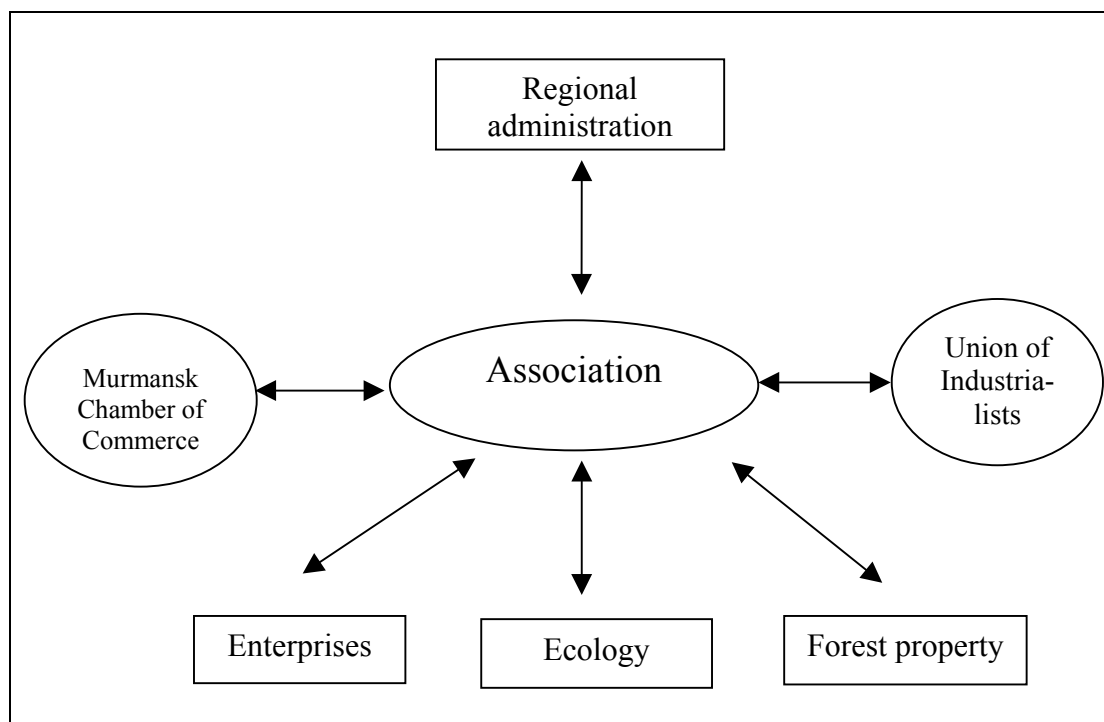 Regional
administration
Association
Murmansk
Chamber of
Commerce
Union of
Industria-
lists
Enterprises
Ecology
Forest property